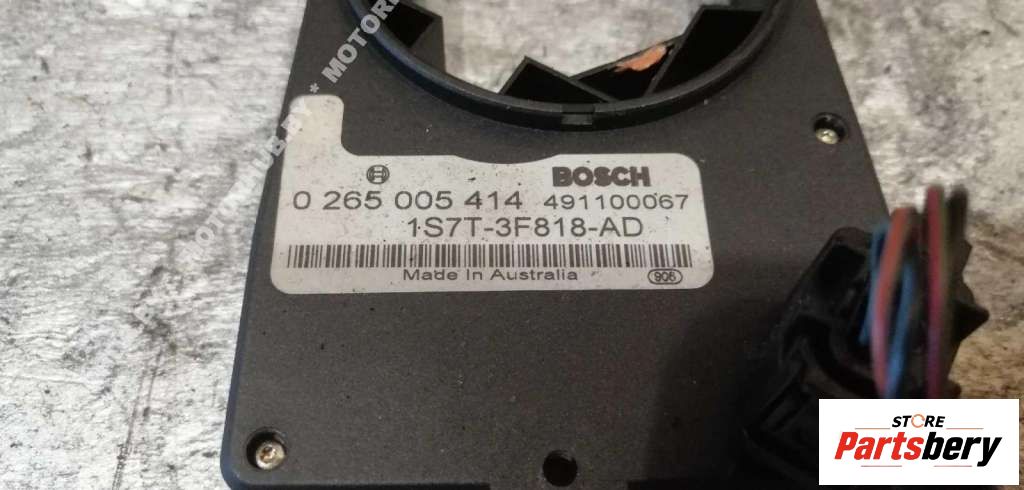 BOSCH
0 265 005 414 491100067
1S7T-3F818-AD
Made In Australia 906
STORE
Partsbery